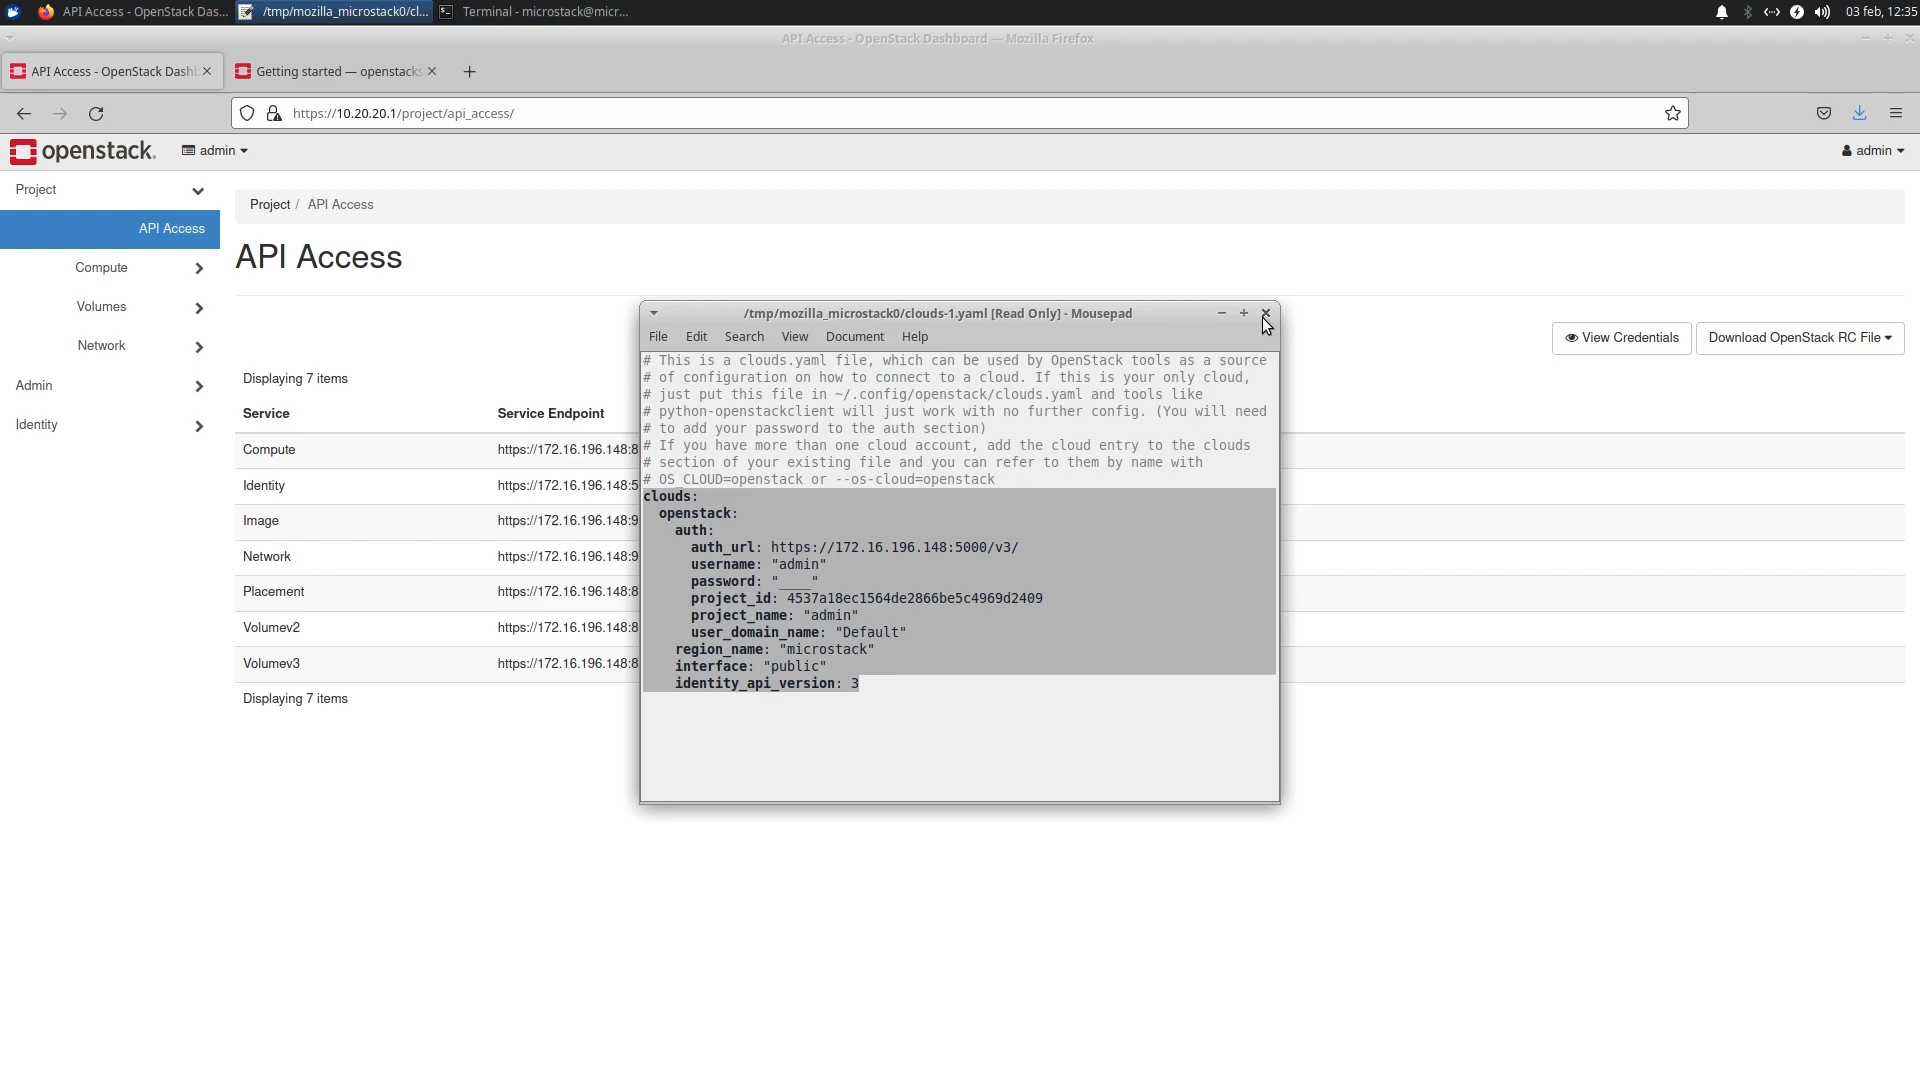 API Access - OpenStack Das...
/tmp/mozilla_microstack0/cl...
Terminal - microstack@micr...
03 feb, 12:35
API Access - OpenStack Dashboard — Mozilla Firefox
API Access - OpenStack Dashb
Getting started — openstacks
https://10.20.20.1/project/api_access/
openstack.
admin
admin
Project
API Access
Compute
Volumes
Network
Admin
Identity
Project / API Access
API Access
View Credentials
Download OpenStack RC File
Displaying 7 items
Service
Service Endpoint
Compute
https://172.16.196.148:8
Identity
https://172.16.196.148:5
Image
https://172.16.196.148:9
Network
https://172.16.196.148:9
Placement
https://172.16.196.148:8
Volumev2
https://172.16.196.148:8
Volumev3
https://172.16.196.148:8
Displaying 7 items
/tmp/mozilla_microstack0/clouds-1.yaml [Read Only] - Mousepad
File Edit Search View Document Help
# This is a clouds.yaml file, which can be used by OpenStack tools as a source
# of configuration on how to connect to a cloud. If this is your only cloud,
# just put this file in ~/.config/openstack/clouds.yaml and tools like
# python-openstackclient will just work with no further config. (You will need
# to add your password to the auth section)
# If you have more than one cloud account, add the cloud entry to the clouds
# section of your existing file and you can refer to them by name with
# OS_CLOUD=openstack or --os-cloud=openstack
clouds:
openstack:
auth:
auth_url: https://172.16.196.148:5000/v3/
username: "admin"
password: "____"
project_id: 4537a18ec1564de2866be5c4969d2409
project_name: "admin"
user_domain_name: "Default"
region_name: "microstack"
interface: "public"
identity_api_version: 3